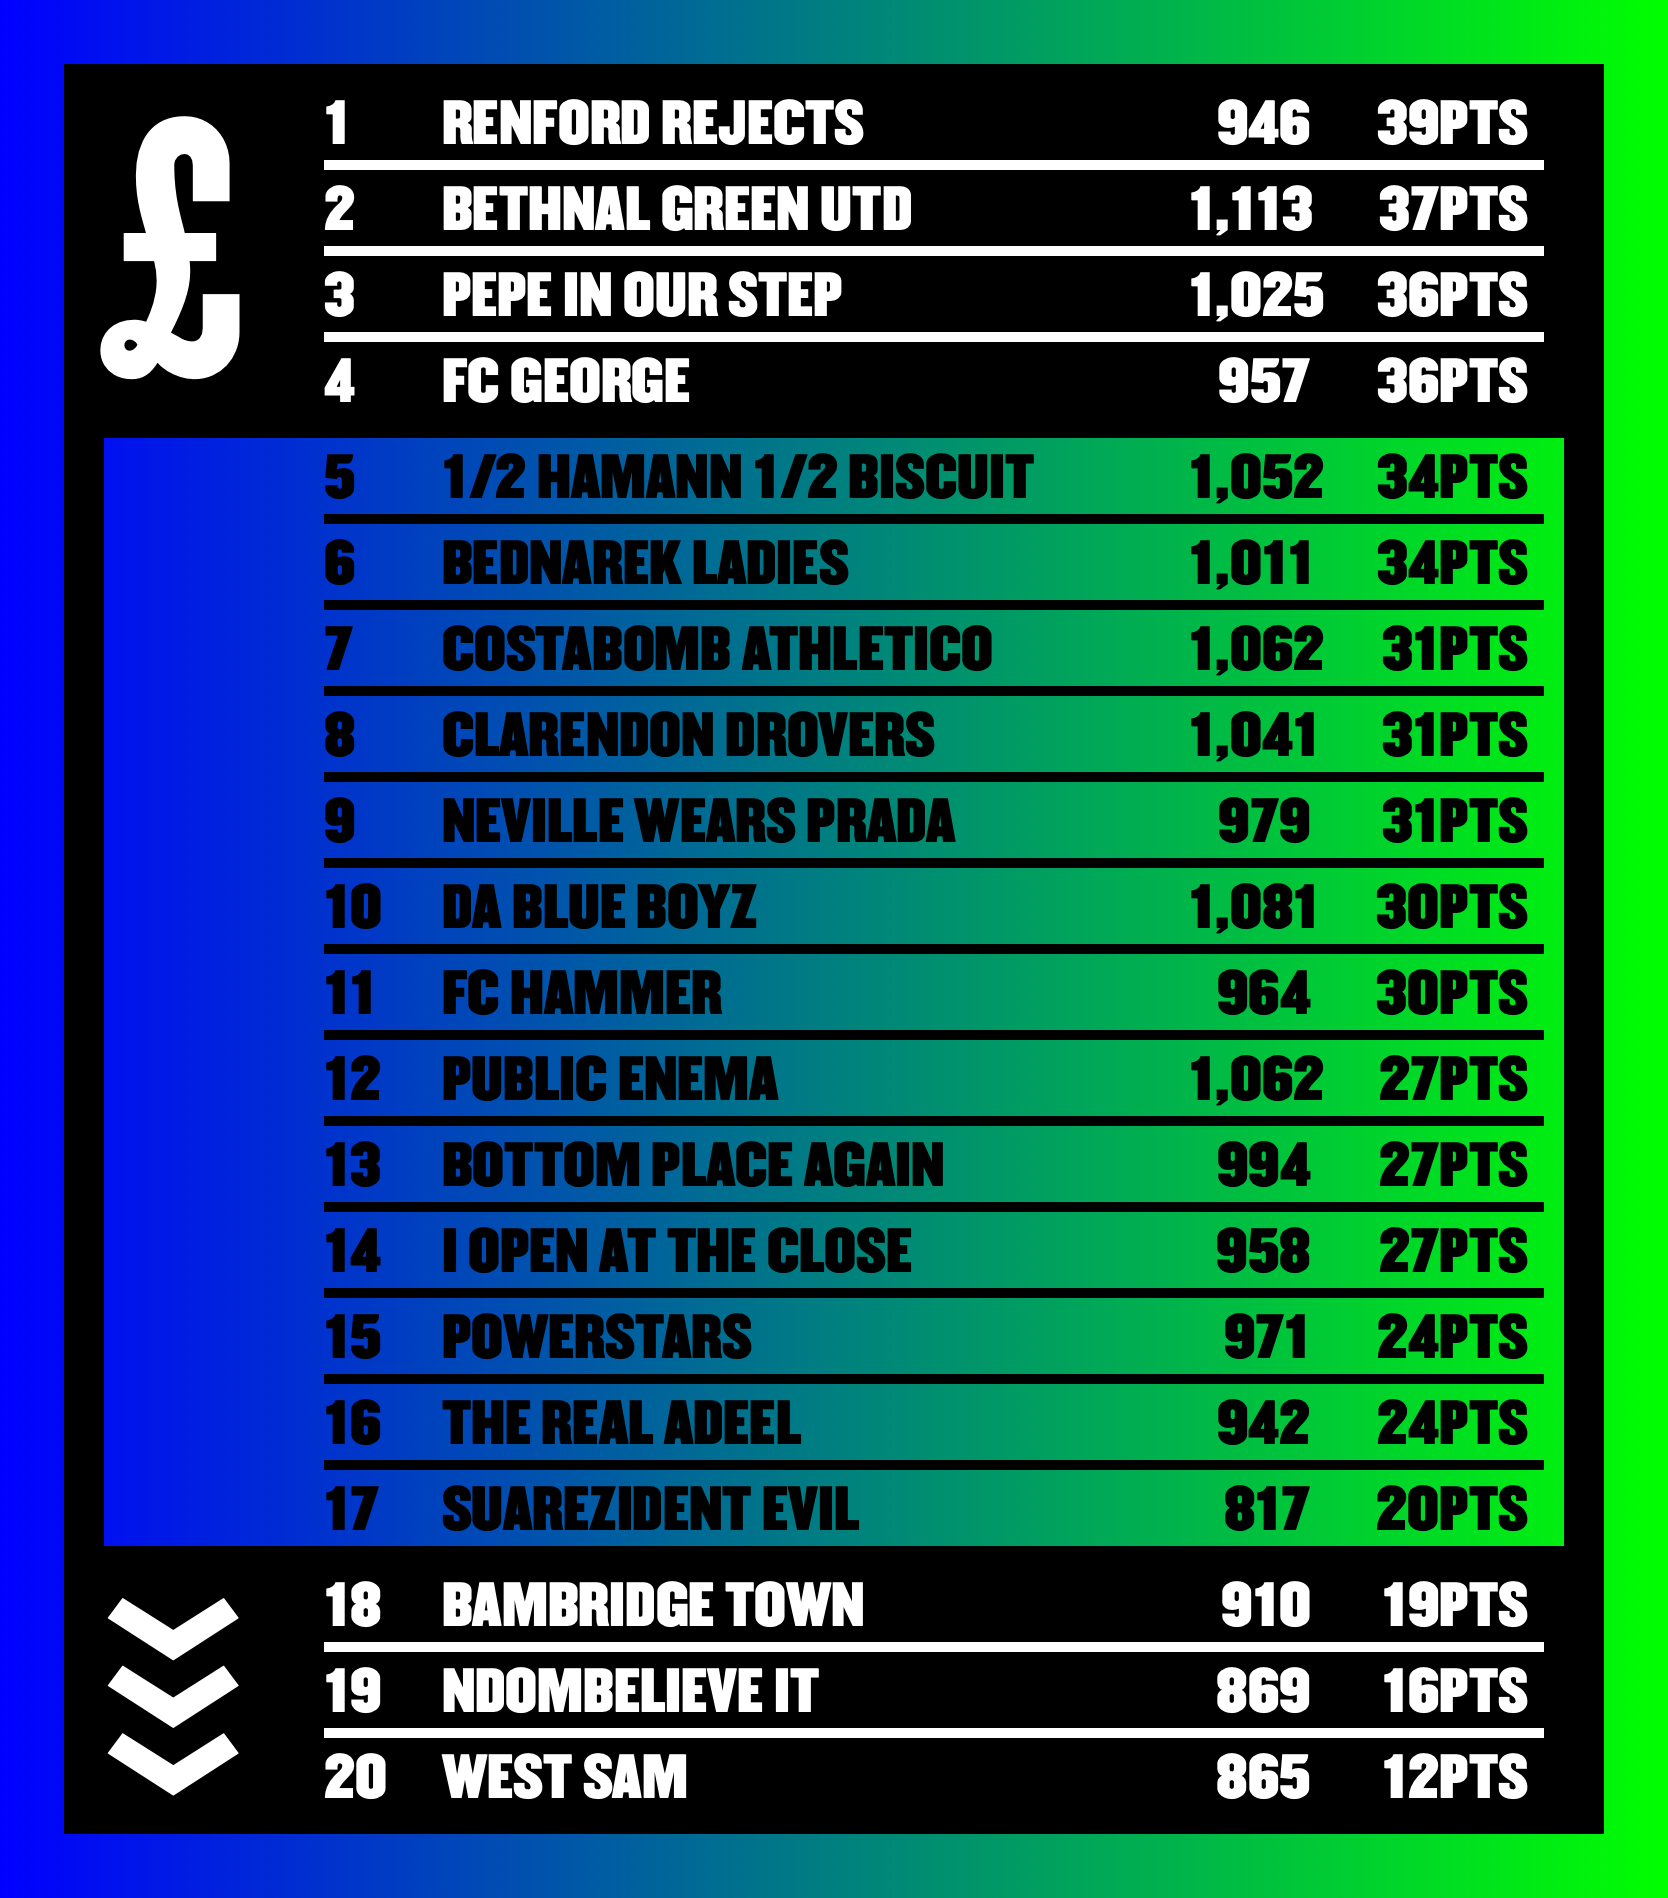 £
1 RENFORD REJECTS 946 39PTS
2 BETHNAL GREEN UTD 1,113 37PTS
3 PEPE IN OUR STEP 1,025 36PTS
4 FC GEORGE 957 36PTS
5 1/2 HAMANN 1/2 BISCUIT 1,052 34PTS
6 BEDNAREK LADIES 1,011 34PTS
7 COSTABOMB ATHLETICO 1,062 31PTS
8 CLARENDON DROVERS 1,041 31PTS
9 NEVILLE WEARS PRADA 979 31PTS
10 DA BLUE BOYZ 1,081 30PTS
11 FC HAMMER 964 30PTS
12 PUBLIC ENEMA 1,062 27PTS
13 BOTTOM PLACE AGAIN 994 27PTS
14 I OPEN AT THE CLOSE 958 27PTS
15 POWERSTARS 971 24PTS
16 THE REAL ADEEL 942 24PTS
17 SUAREZIDENT EVIL 817 20PTS
18 BAMBRIDGE TOWN 910 19PTS
19 NDOMBELIEVE IT 869 16PTS
20 WEST SAM 865 12PTS